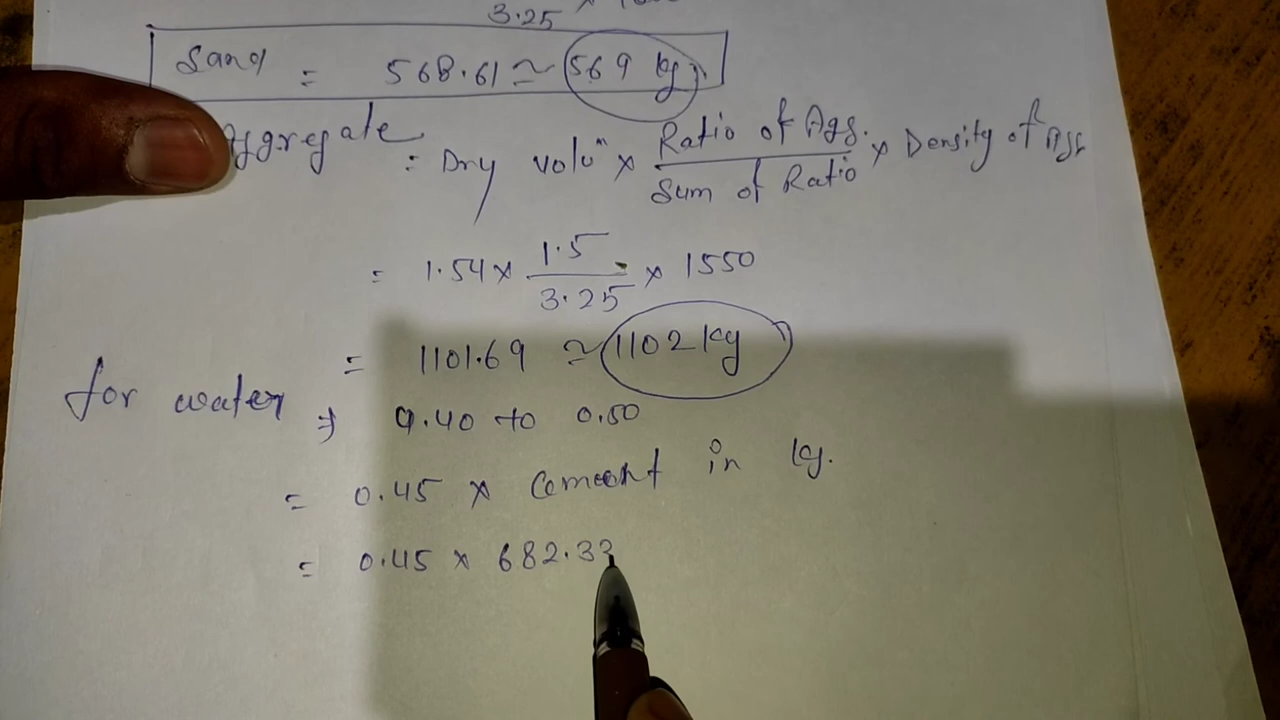 3.25 ×
Sand = 568.61 ≃ 569 kg
Aggregate = Dry voluⁿ × Ratio of Agg. / Sum of Ratio × Density of Agg
= 1.54 × 1.5 / 3.25 × 1550
= 1101.69 ≃ 1102 kg
for water ⇒ 0.40 to 0.50
= 0.45 × Cement in kg.
= 0.45 × 682.33